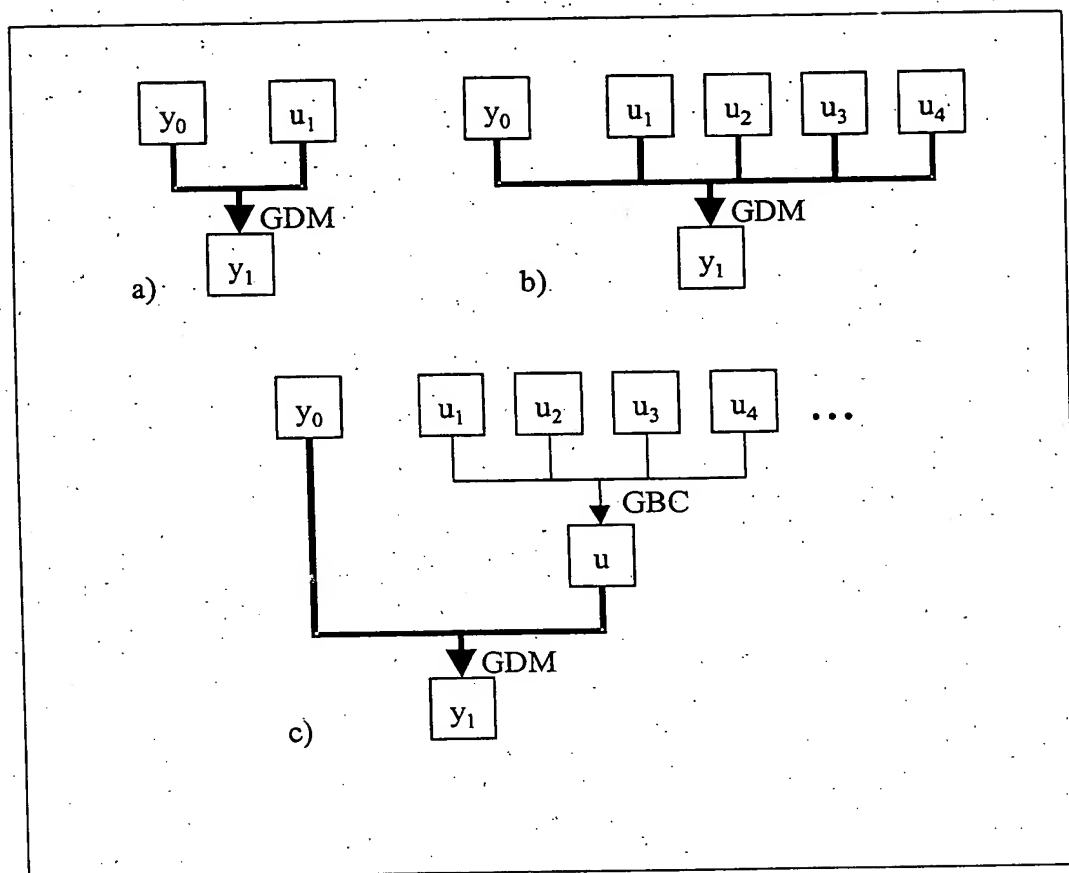 y₀ u₁
GDM
y₁
a)
y₀ u₁ u₂ u₃ u₄
GDM
y₁
b)
y₀ u₁ u₂ u₃ u₄ ...
GBC
u
GDM
y₁
c)